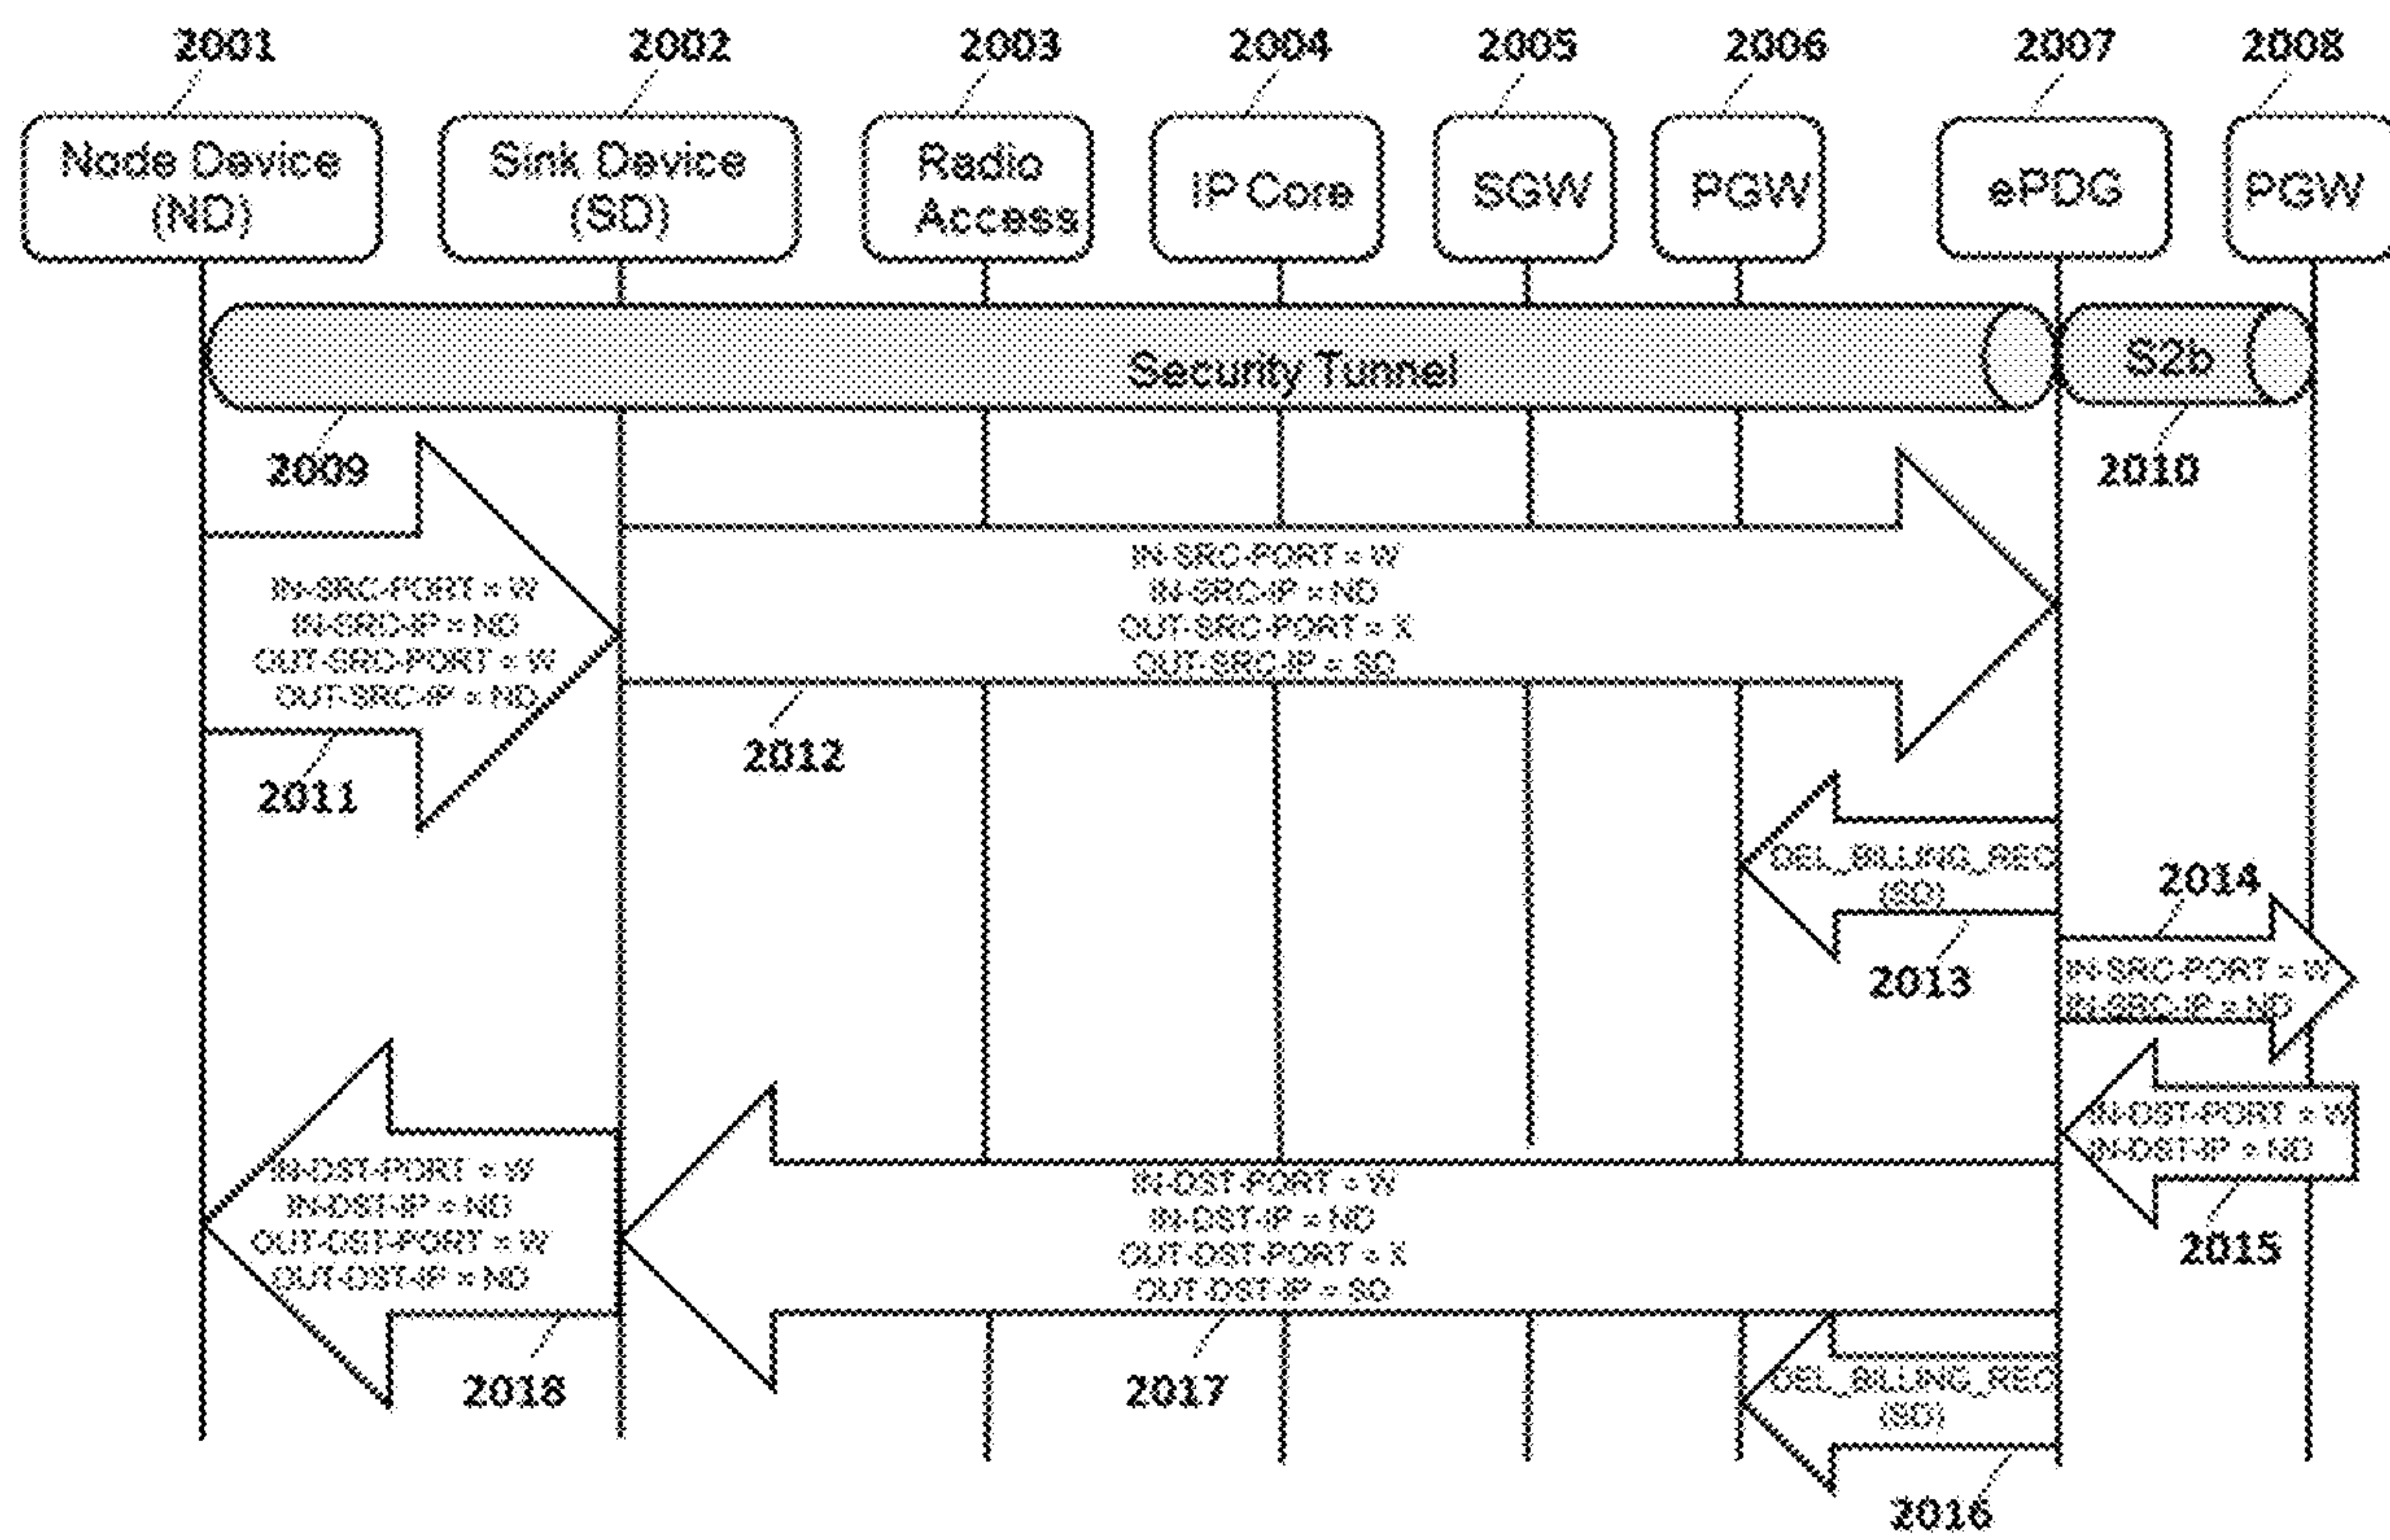 2001 2002 2003 2004 2005 2006 2007 2008
Node Device
(ND)
Sink Device
(SD)
Radio
Access
IP Core
SGW
PGW
ePDG
PGW
Security Tunnel
S2b
2009
2010
IN-SRC-PORT = W
IN-SRC-IP = ND
OUT-SRC-PORT = W
OUT-SRC-IP = ND
2011
IN-SRC-PORT = W
IN-SRC-IP = ND
OUT-SRC-PORT = X
OUT-SRC-IP = SD
2012
DEL_BILLING_REC
(SD)
2013
2014
IN-SRC-PORT = W
IN-SRC-IP = ND
IN-DST-PORT = W
IN-DST-IP = ND
2015
IN-DST-PORT = W
IN-DST-IP = ND
OUT-DST-PORT = W
OUT-DST-IP = ND
2018
IN-DST-PORT = W
IN-DST-IP = ND
OUT-DST-PORT = X
OUT-DST-IP = SD
2017
DEL_BILLING_REC
(SD)
2016